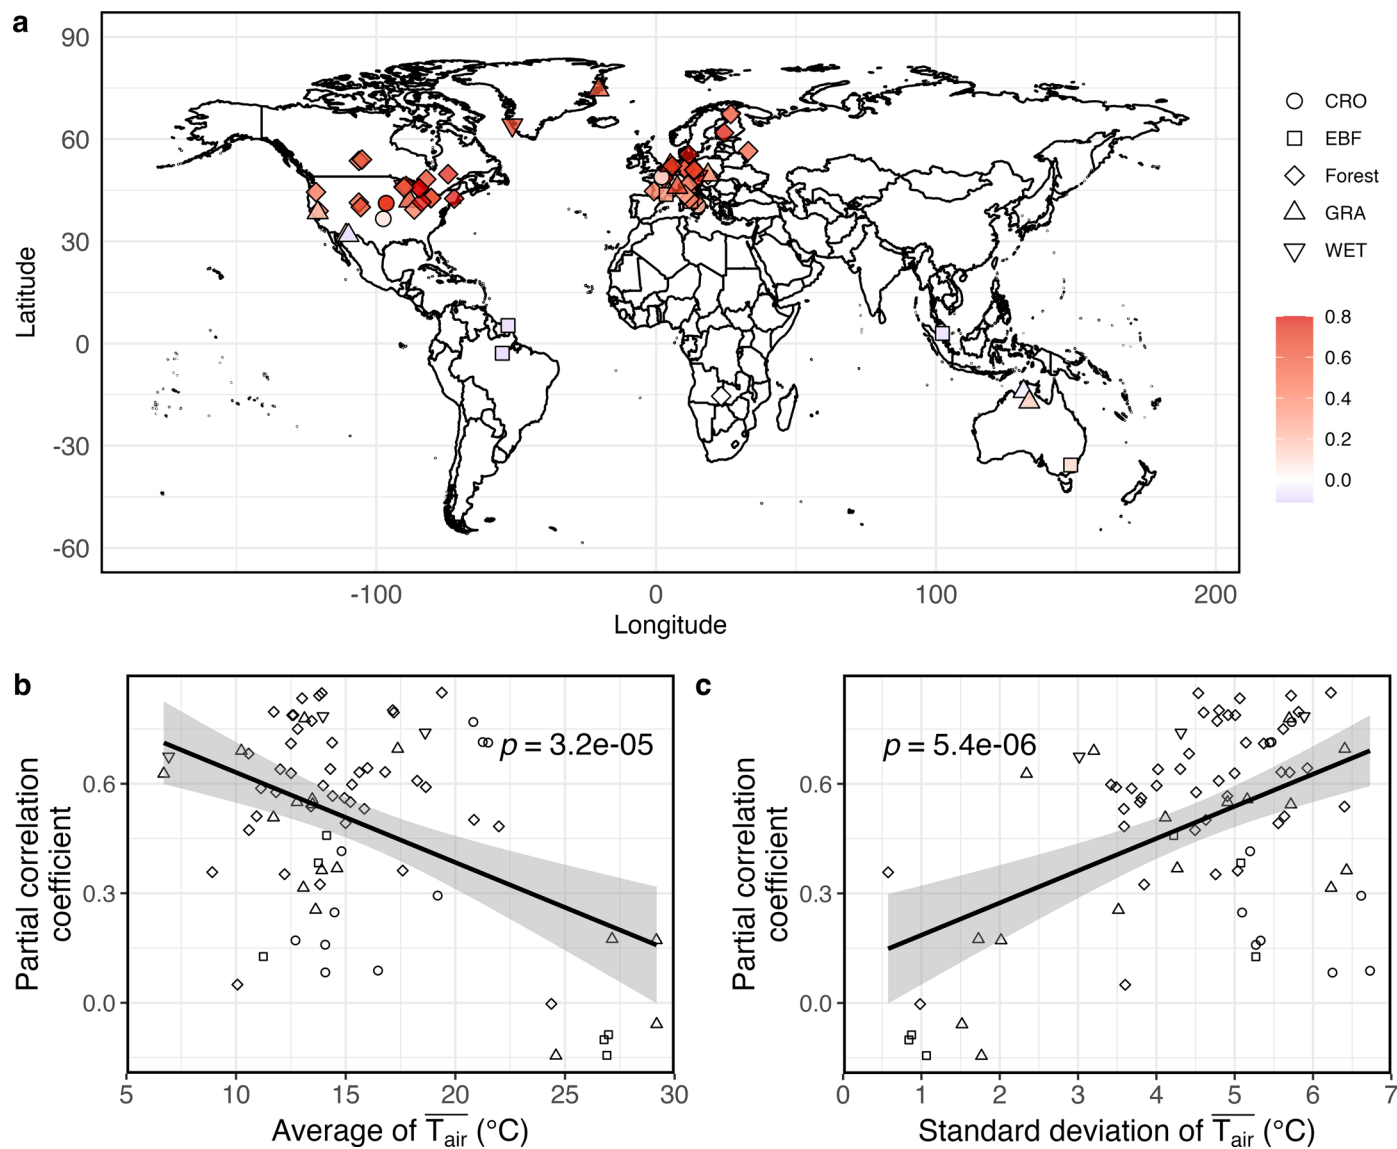 a
90
60
30
0
-30
-60
Latitude
-100
0
100
200
Longitude
CRO
EBF
Forest
GRA
WET
0.8
0.6
0.4
0.2
0.0
b
Partial correlation
coefficient
0.6
0.3
0.0
p = 3.2e-05
5
10
15
20
25
30
Average of Tair (°C)
c
Partial correlation
coefficient
0.6
0.3
0.0
p = 5.4e-06
0
1
2
3
4
5
6
7
Standard deviation of Tair (°C)